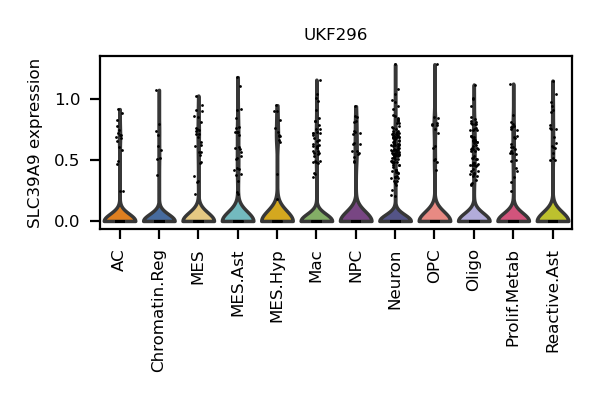 UKF296
SLC39A9 expression
1.0
0.5
0.0
AC
Chromatin.Reg
MES
MES.Ast
MES.Hyp
Mac
NPC
Neuron
OPC
Oligo
Prolif.Metab
Reactive.Ast